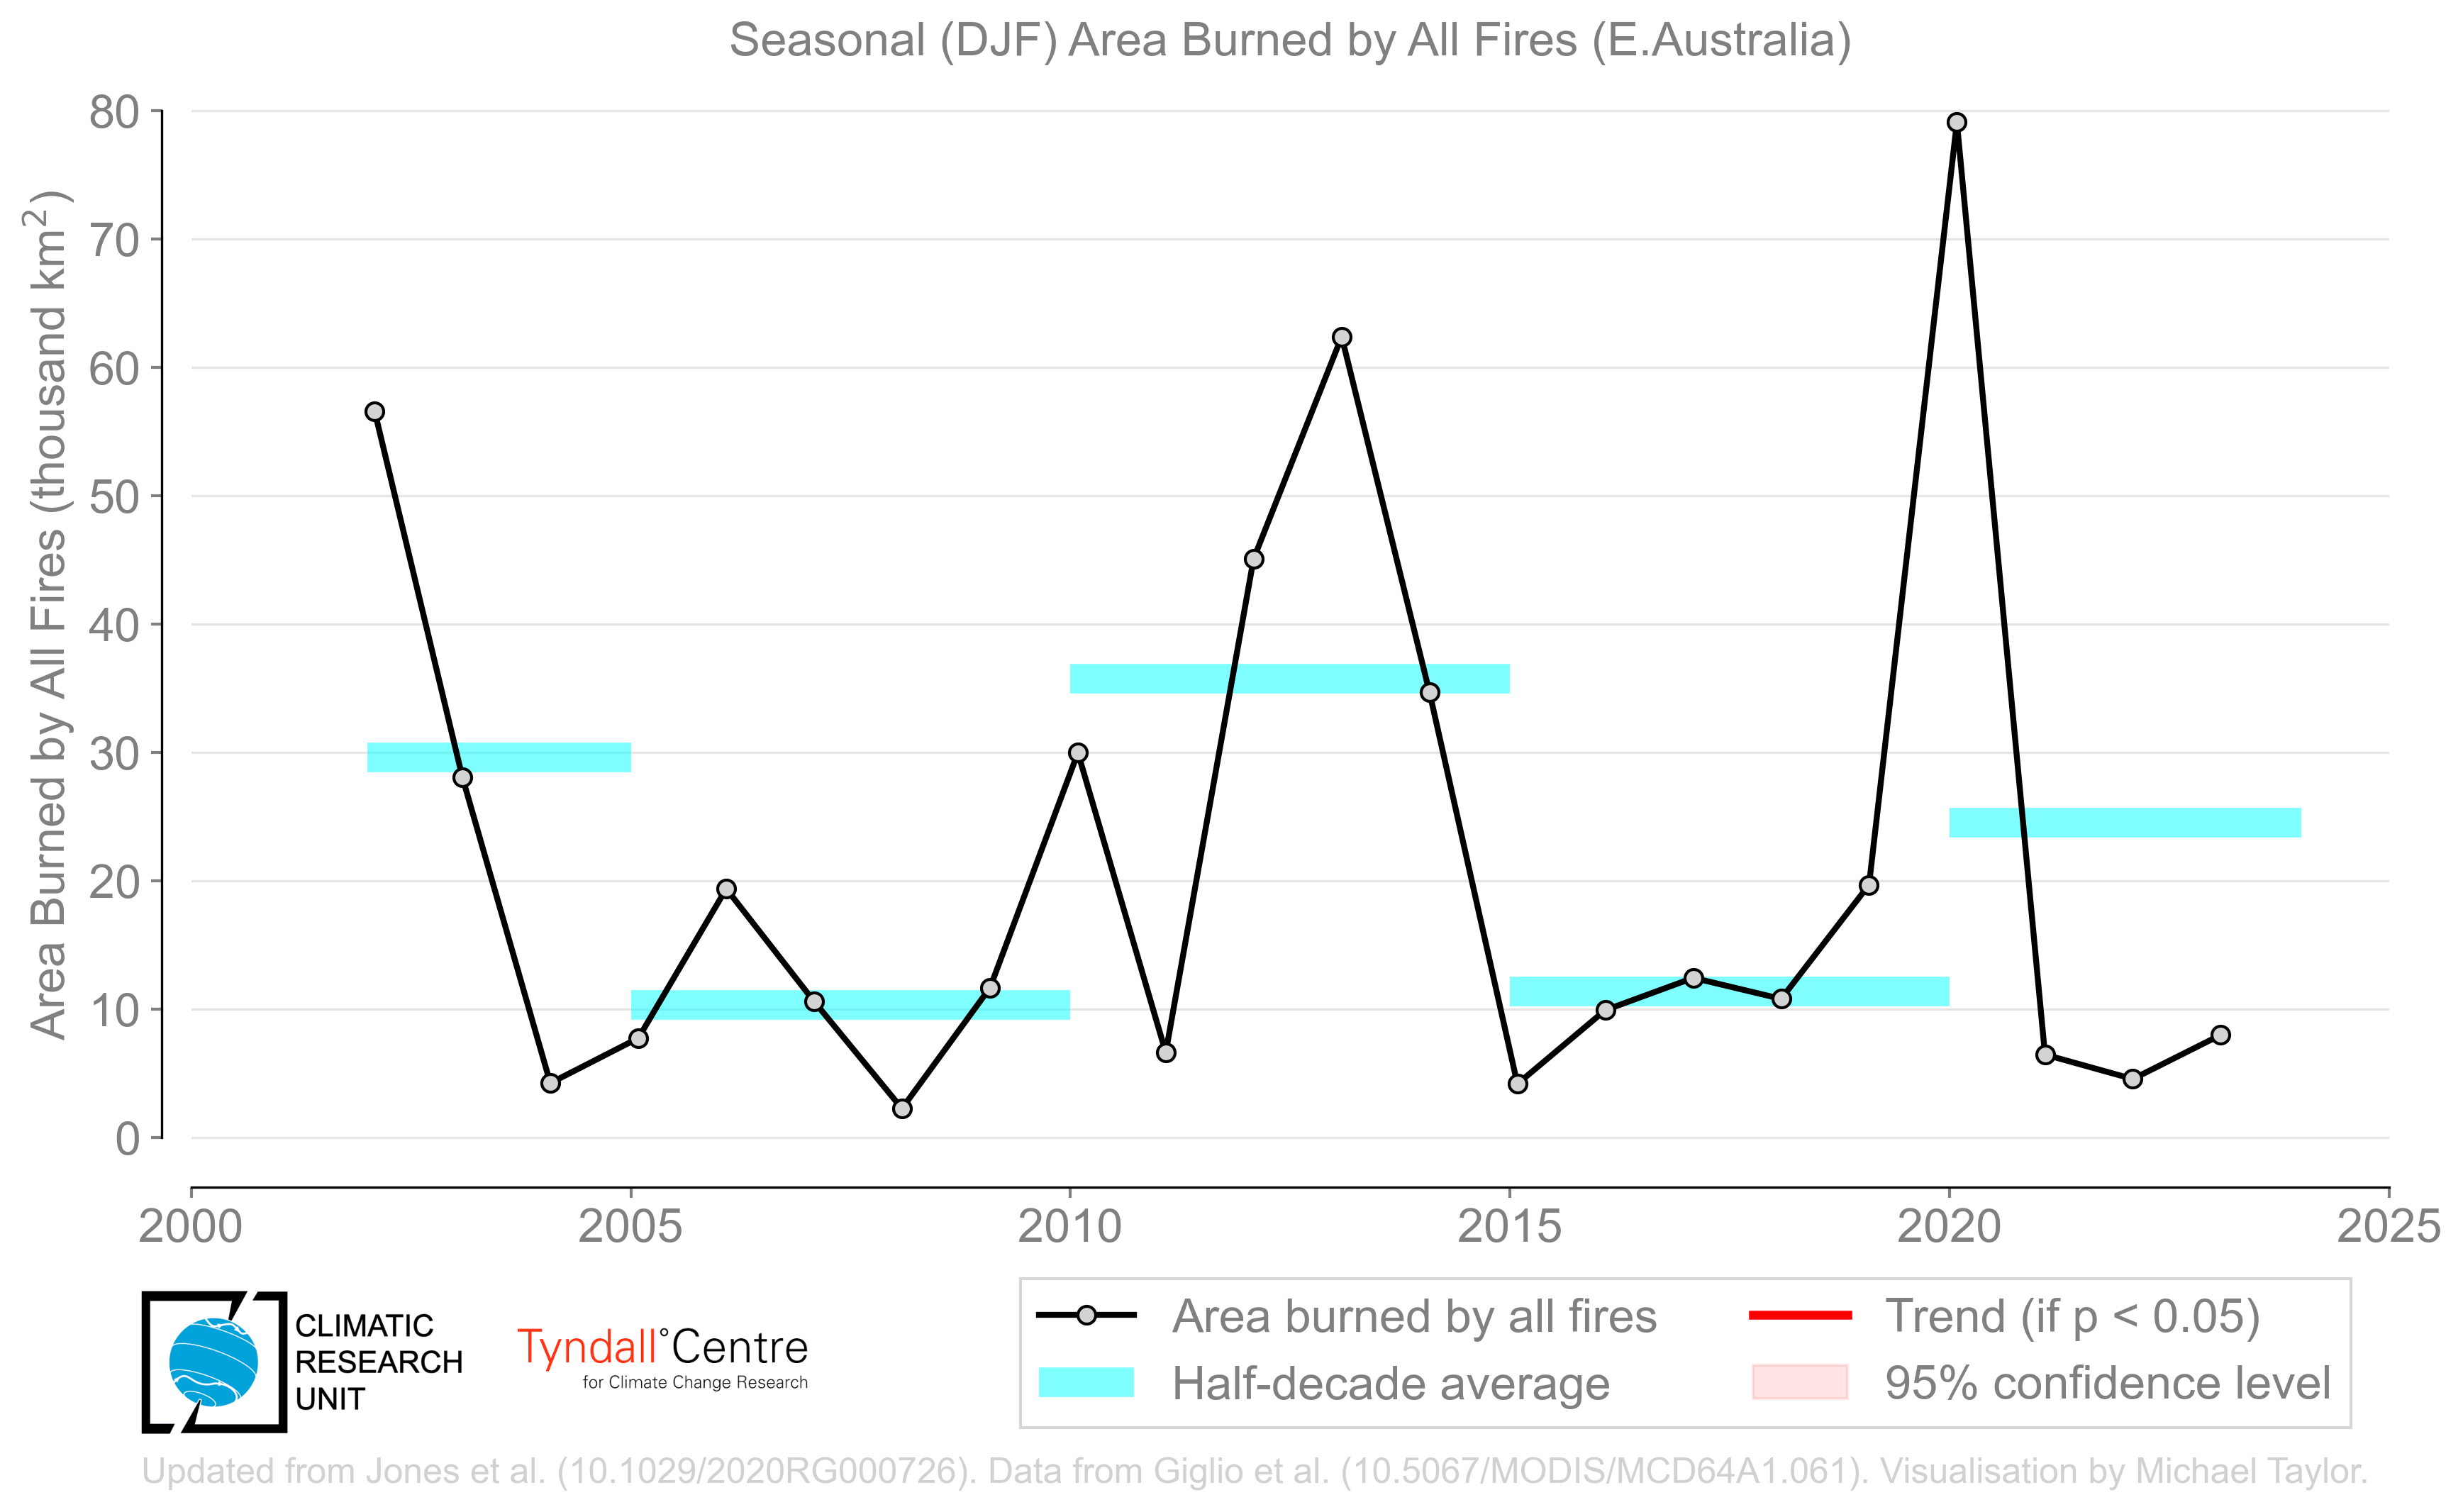 Seasonal (DJF) Area Burned by All Fires (E.Australia)
Area Burned by All Fires (thousand km²)
80
70
60
50
40
30
20
10
0
2000 2005 2010 2015 2020 2025
CLIMATIC
RESEARCH
UNIT
Tyndall°Centre
for Climate Change Research
Area burned by all fires
Half-decade average
Trend (if p < 0.05)
95% confidence level
Updated from Jones et al. (10.1029/2020RG000726). Data from Giglio et al. (10.5067/MODIS/MCD64A1.061). Visualisation by Michael Taylor.